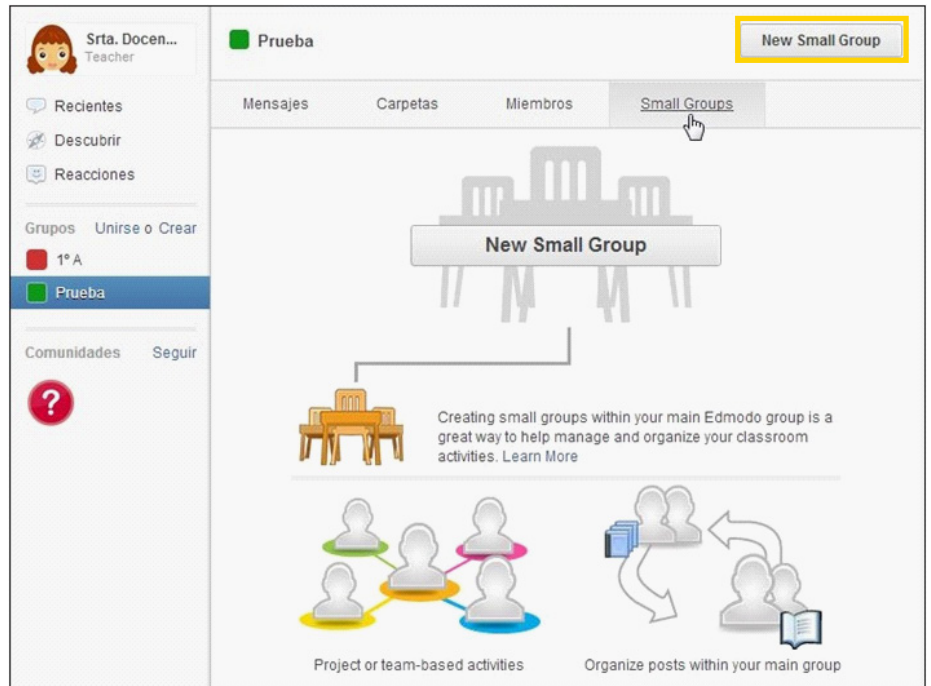 Srta. Docen...
Teacher
Recientes
Descubrir
Reacciones
Grupos Unirse o Crear
1º A
Prueba
Comunidades Seguir
?
Prueba
New Small Group
Mensajes Carpetas Miembros Small Groups
New Small Group
Creating small groups within your main Edmodo group is a
great way to help manage and organize your classroom
activities. Learn More
Project or team-based activities
Organize posts within your main group